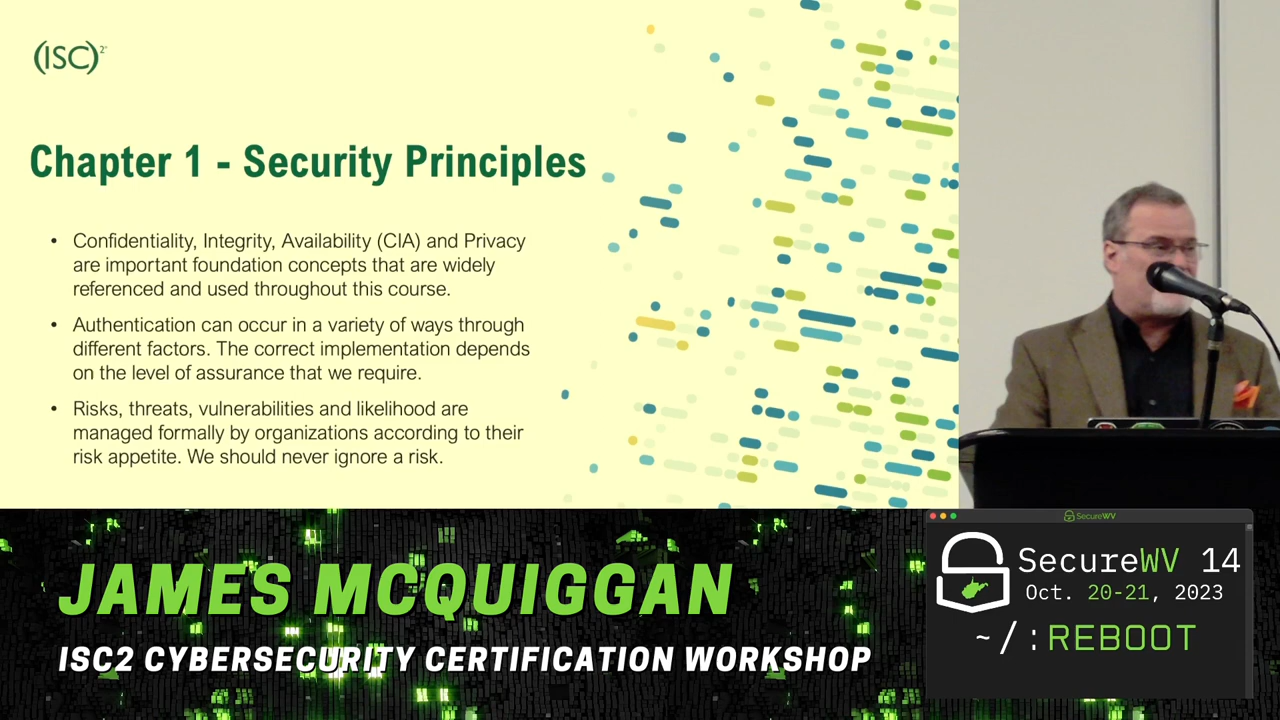 (ISC)²
Chapter 1 - Security Principles
• Confidentiality, Integrity, Availability (CIA) and Privacy
are important foundation concepts that are widely
referenced and used throughout this course.
• Authentication can occur in a variety of ways through
different factors. The correct implementation depends
on the level of assurance that we require.
• Risks, threats, vulnerabilities and likelihood are
managed formally by organizations according to their
risk appetite. We should never ignore a risk.
JAMES MCQUIGGAN
ISC2 CYBERSECURITY CERTIFICATION WORKSHOP
SecureWV
SecureWV 14
Oct. 20-21, 2023
~/:REBOOT